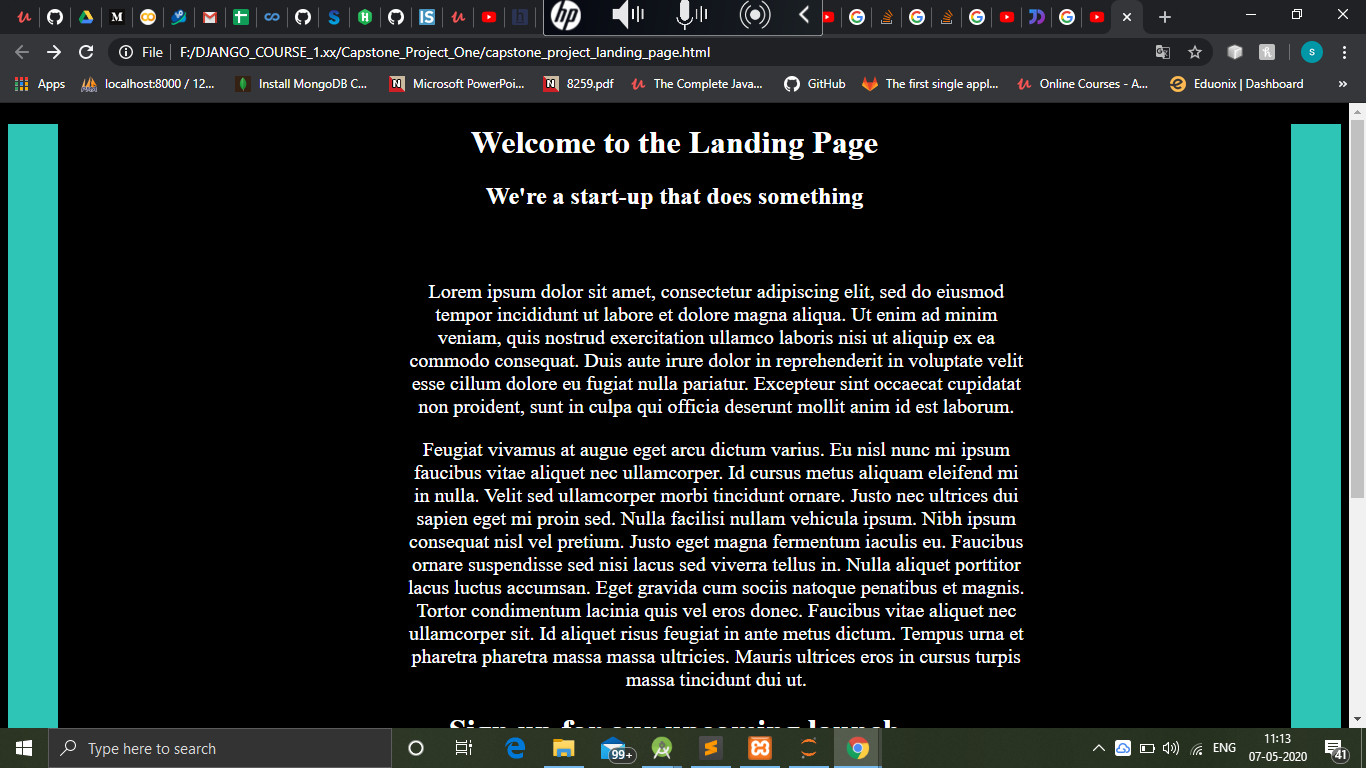 File
F:/DJANGO_COURSE_1.xx/Capstone_Project_One/capstone_project_landing_page.html
S
Apps
localhost:8000 / 12...
Install MongoDB C...
Microsoft PowerPoi...
8259.pdf
The Complete Java...
GitHub
The first single appl...
Online Courses - A...
Eduonix | Dashboard
»
Welcome to the Landing Page
We're a start-up that does something
Lorem ipsum dolor sit amet, consectetur adipiscing elit, sed do eiusmod
tempor incididunt ut labore et dolore magna aliqua. Ut enim ad minim
veniam, quis nostrud exercitation ullamco laboris nisi ut aliquip ex ea
commodo consequat. Duis aute irure dolor in reprehenderit in voluptate velit
esse cillum dolore eu fugiat nulla pariatur. Excepteur sint occaecat cupidatat
non proident, sunt in culpa qui officia deserunt mollit anim id est laborum.
Feugiat vivamus at augue eget arcu dictum varius. Eu nisl nunc mi ipsum
faucibus vitae aliquet nec ullamcorper. Id cursus metus aliquam eleifend mi
in nulla. Velit sed ullamcorper morbi tincidunt ornare. Justo nec ultrices dui
sapien eget mi proin sed. Nulla facilisi nullam vehicula ipsum. Nibh ipsum
consequat nisl vel pretium. Justo eget magna fermentum iaculis eu. Faucibus
ornare suspendisse sed nisi lacus sed viverra tellus in. Nulla aliquet porttitor
lacus luctus accumsan. Eget gravida cum sociis natoque penatibus et magnis.
Tortor condimentum lacinia quis vel eros donec. Faucibus vitae aliquet nec
ullamcorper sit. Id aliquet risus feugiat in ante metus dictum. Tempus urna et
pharetra pharetra massa massa ultricies. Mauris ultrices eros in cursus turpis
massa tincidunt dui ut.
Sign up for our upcoming launch
Type here to search
99+
ENG
11:13
07-05-2020
41